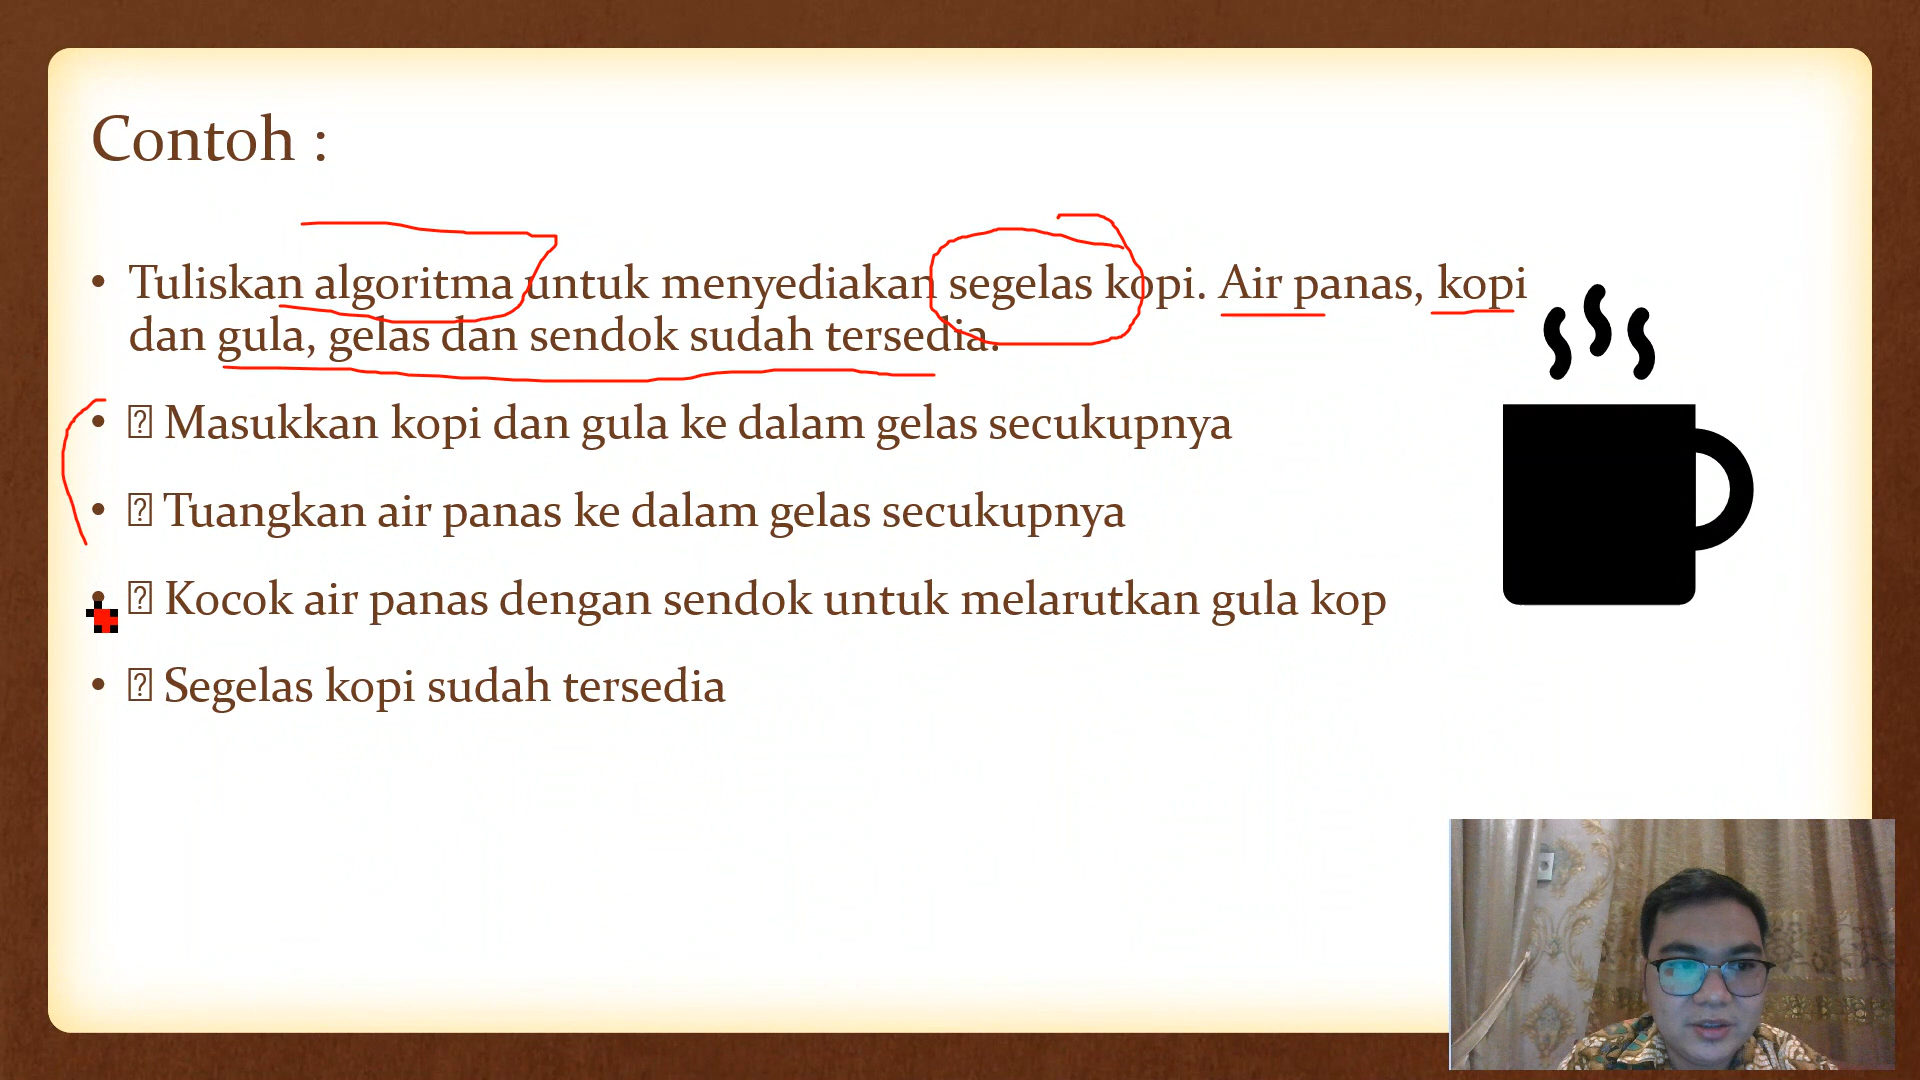 Contoh :
• Tuliskan algoritma untuk menyediakan segelas kopi. Air panas, kopi
dan gula, gelas dan sendok sudah tersedia.
• Masukkan kopi dan gula ke dalam gelas secukupnya
• Tuangkan air panas ke dalam gelas secukupnya
• Kocok air panas dengan sendok untuk melarutkan gula kop
• Segelas kopi sudah tersedia